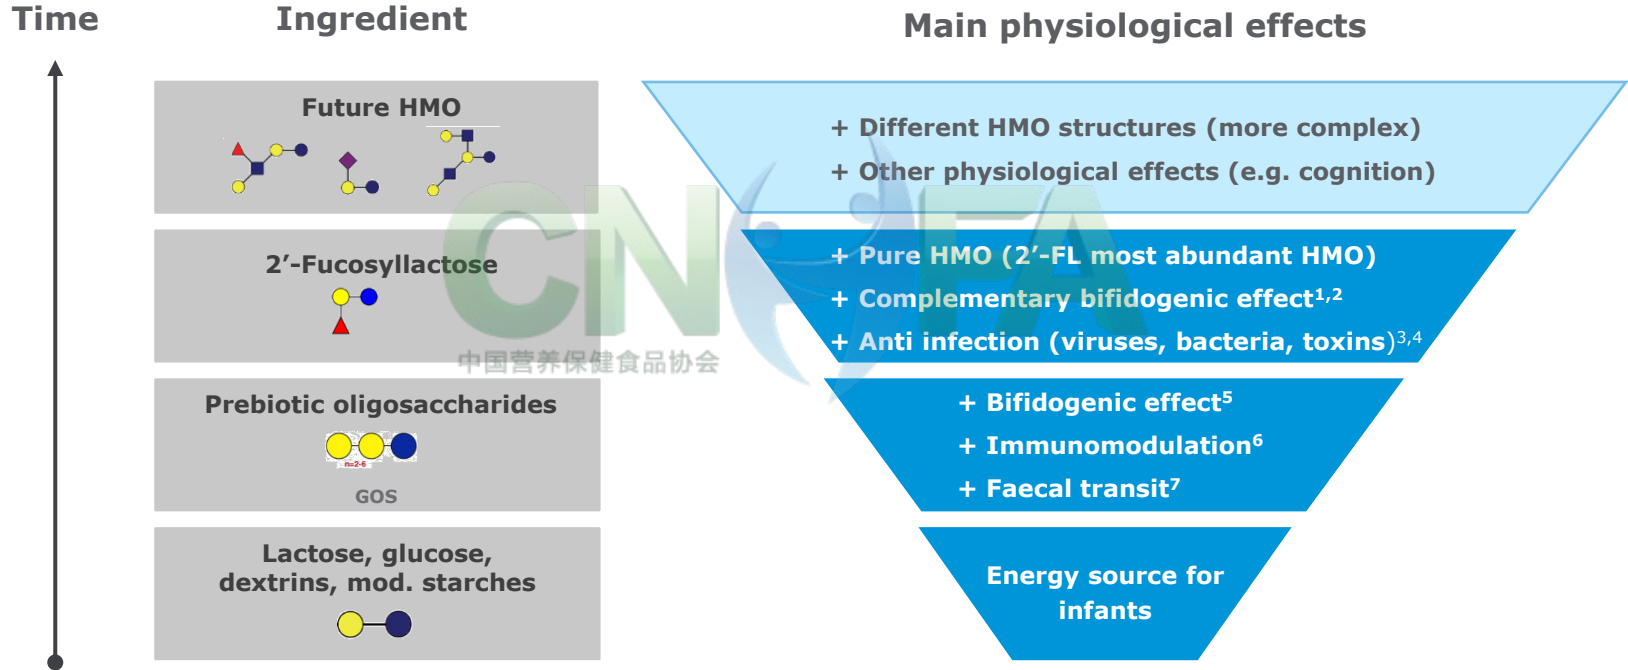 Time
Ingredient
Main physiological effects
Future HMO
+ Different HMO structures (more complex)
+ Other physiological effects (e.g. cognition)
2′-Fucosyllactose
+ Pure HMO (2′-FL most abundant HMO)
+ Complementary bifidogenic effect1,2
+ Anti infection (viruses, bacteria, toxins)3,4
CNFA
中国营养保健食品协会
Prebiotic oligosaccharides
n=2-6
GOS
+ Bifidogenic effect5
+ Immunomodulation6
+ Faecal transit7
Lactose, glucose,
dextrins, mod. starches
Energy source for
infants